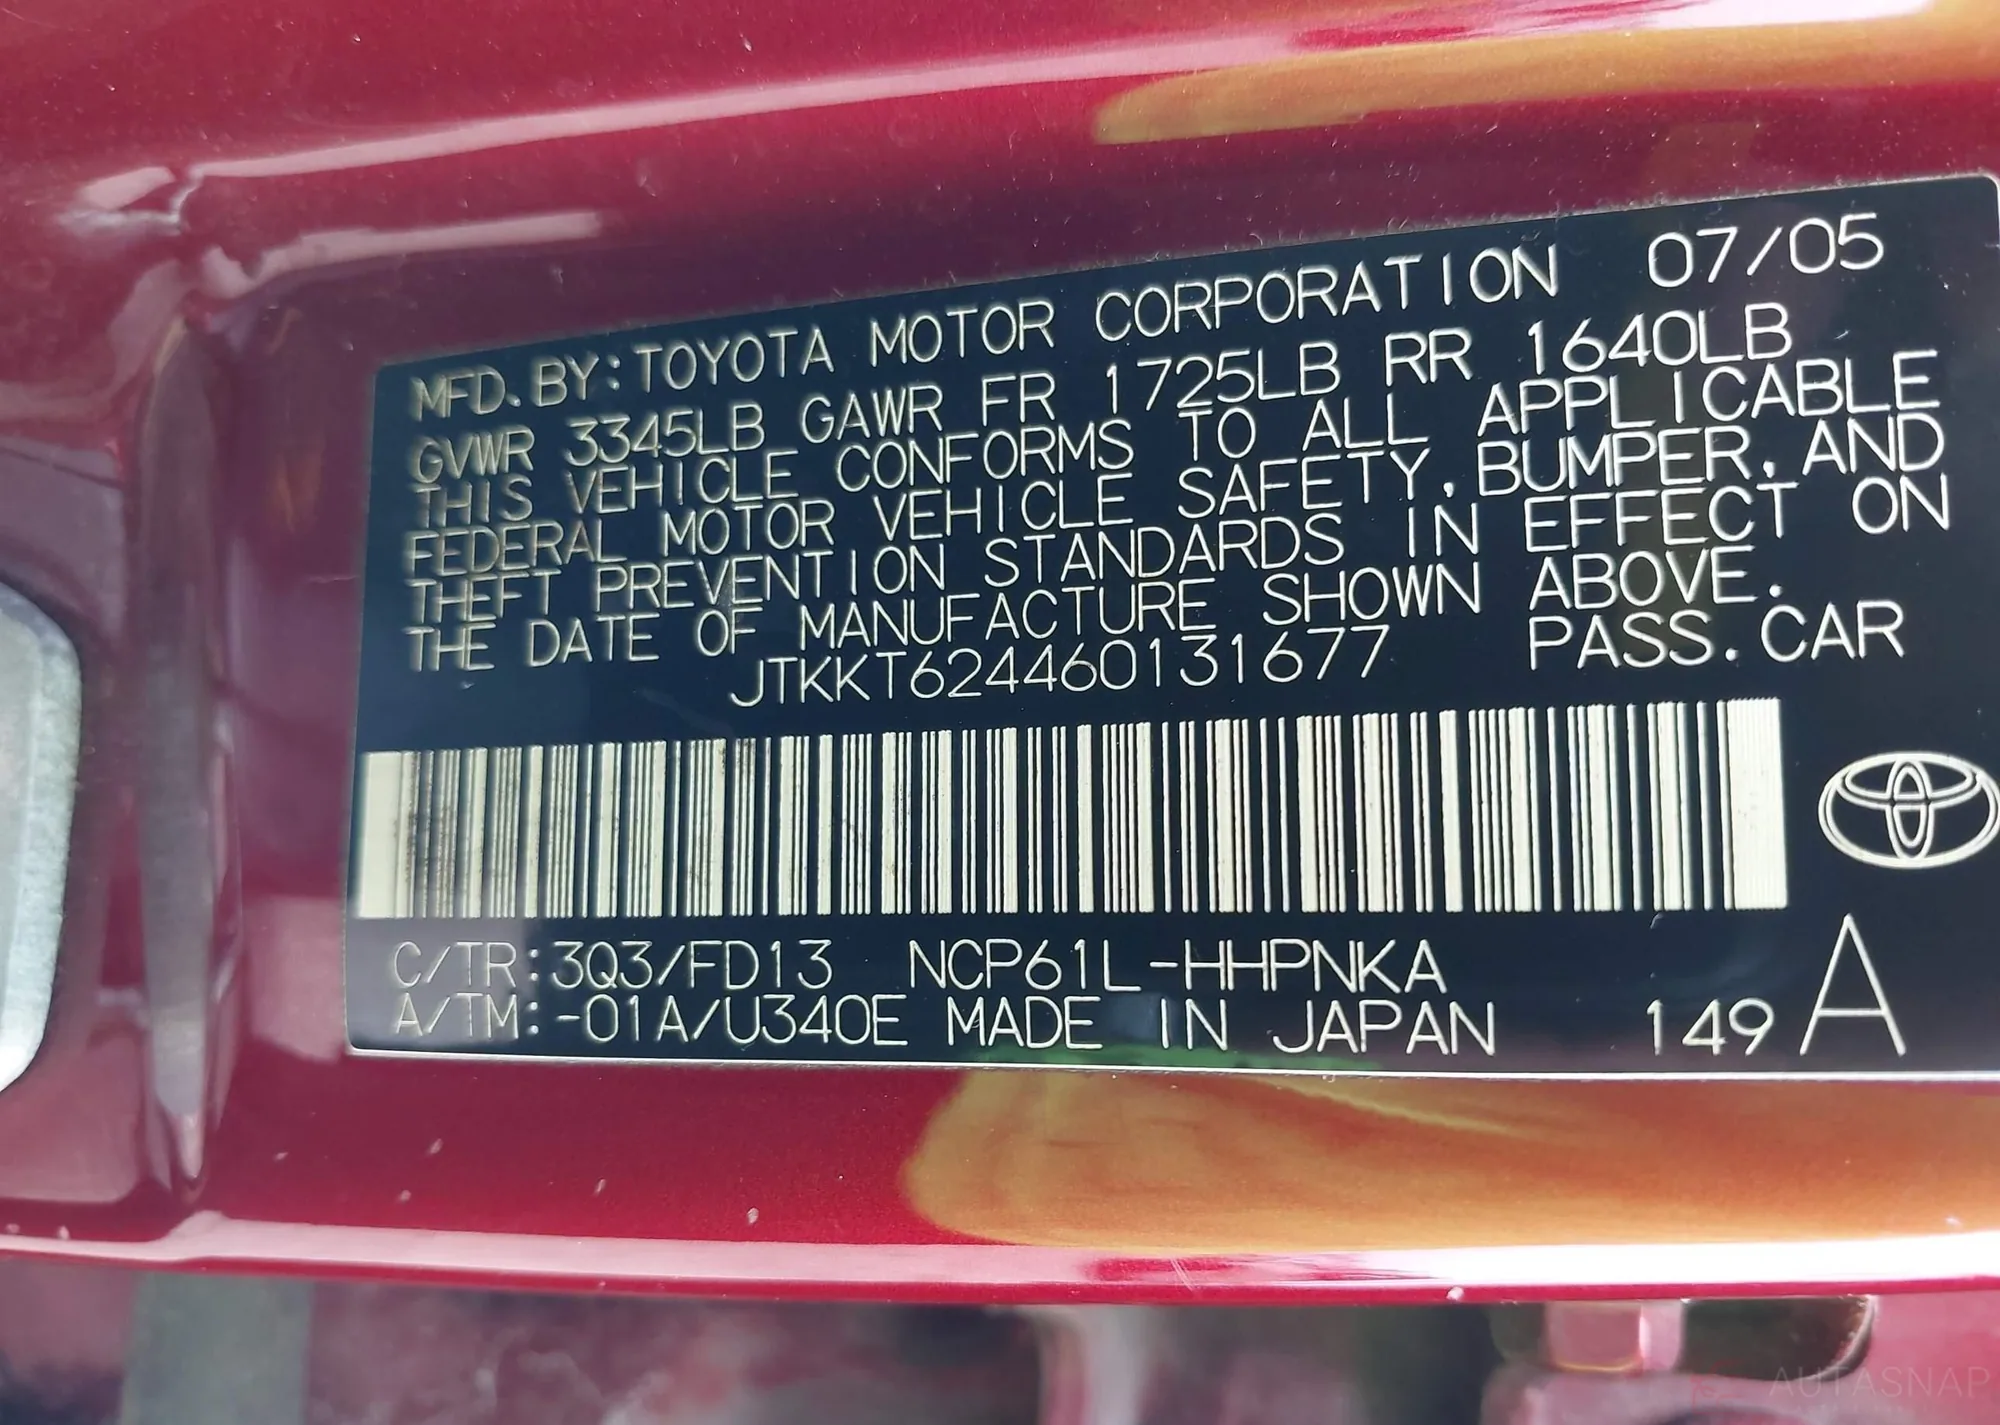 MFD. BY: TOYOTA MOTOR CORPORATION 07/05
GVWR 3345LB GAWR FR 1725LB RR 1640LB
THIS VEHICLE CONFORMS TO ALL APPLICABLE
FEDERAL MOTOR VEHICLE SAFETY, BUMPER, AND
THEFT PREVENTION STANDARDS IN EFFECT ON
THE DATE OF MANUFACTURE SHOWN ABOVE.
JTKKT624460131677 PASS. CAR
C/TR: 3Q3/FD13 NCP61L-HHPNKA
A/TM: -01A/U340E MADE IN JAPAN 149 A
AUTASNAP